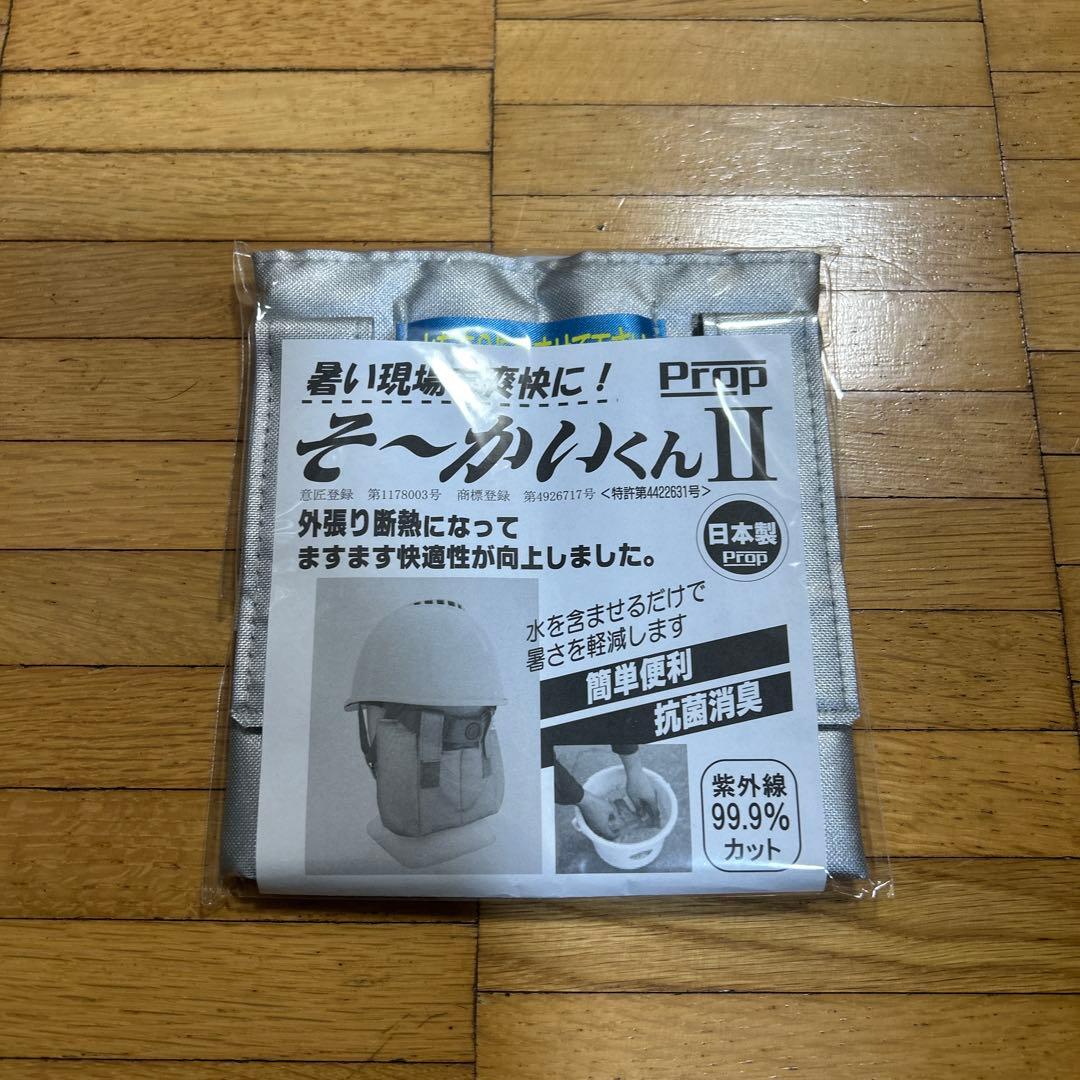 暑い現場で爽快に！
Prop
そ～かいくんⅡ
意匠登録　第1178003号　商標登録　第4926717号＜特許第4422631号＞
外張り断熱になって
ますます快適性が向上しました。
日本製
Prop
水を含ませるだけで
暑さを軽減します
簡単便利
抗菌消臭
紫外線
99.9%
カット